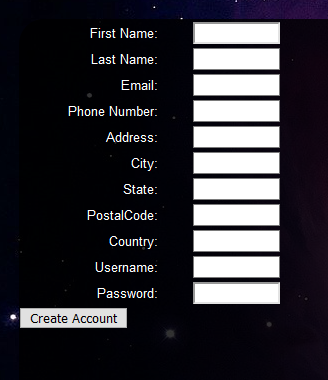 First Name:
Last Name:
Email:
Phone Number:
Address:
City:
State:
PostalCode:
Country:
Username:
Password:
Create Account